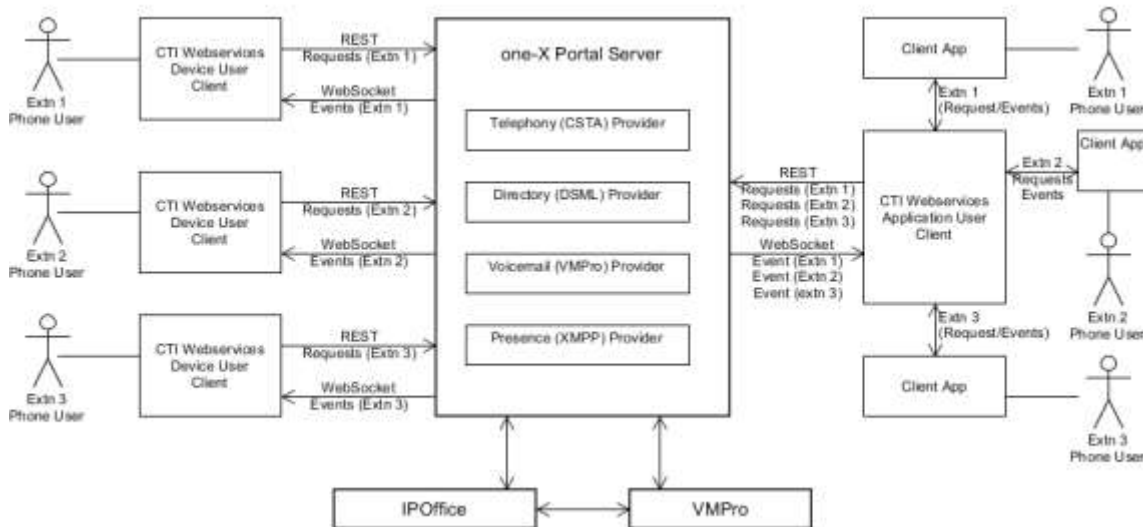 Extn 1
Phone User
CTI Webservices
Device User
Client
REST
Requests (Extn 1)
WebSocket
Events (Extn 1)
Extn 2
Phone User
CTI Webservices
Device User
Client
REST
Requests (Extn 2)
WebSocket
Events (Extn 2)
Extn 3
Phone User
CTI Webservices
Device User
Client
REST
Requests (Extn 3)
WebSocket
Events (Extn 3)
one-X Portal Server
Telephony (CSTA) Provider
Directory (DSML) Provider
Voicemail (VMPro) Provider
Presence (XMPP) Provider
IPOffice
VMPro
REST
Requests (Extn 1)
Requests (Extn 2)
Requests (Extn 3)
WebSocket
Event (Extn 1)
Event (Extn 2)
Event (extn 3)
Client App
Extn 1
Phone User
Extn 1
(Request/Events)
CTI Webservices
Application User
Client
Extn 2
Requests
Events
Client App
Extn 2
Phone User
Extn 3
(Request/Events)
Client App
Extn 3
Phone User